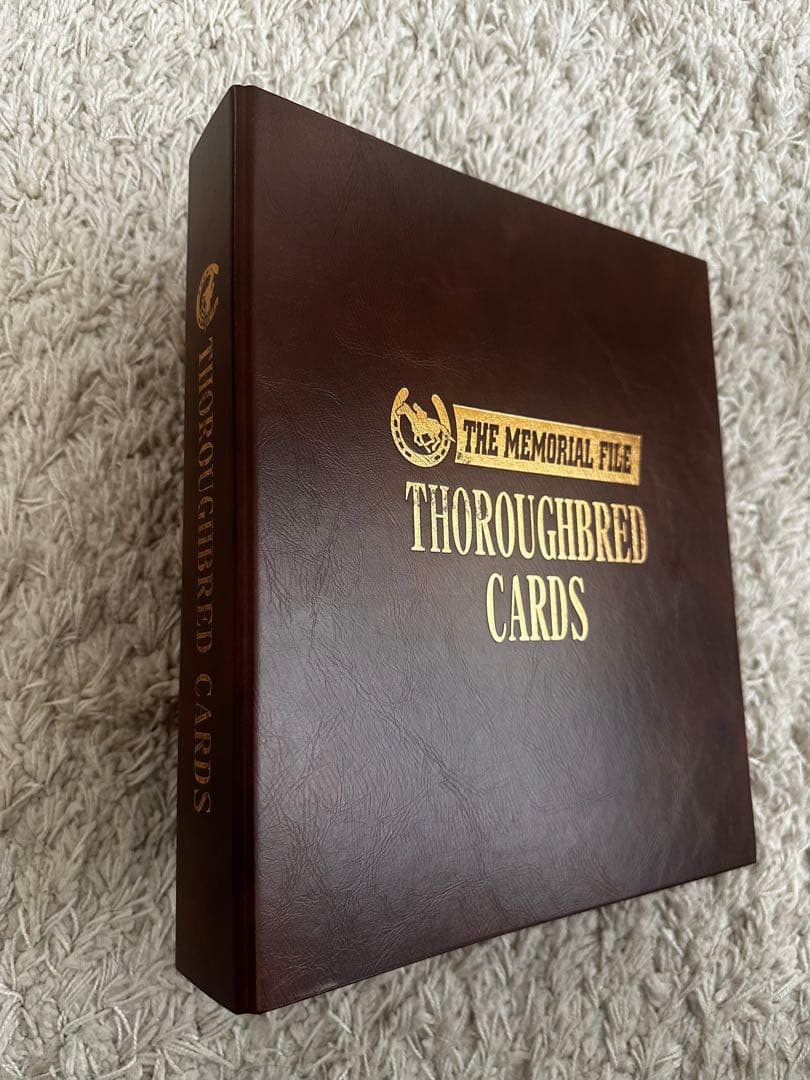 THOROUGHBRED CARDS
THE MEMORIAL FILE
THOROUGHBRED
CARDS